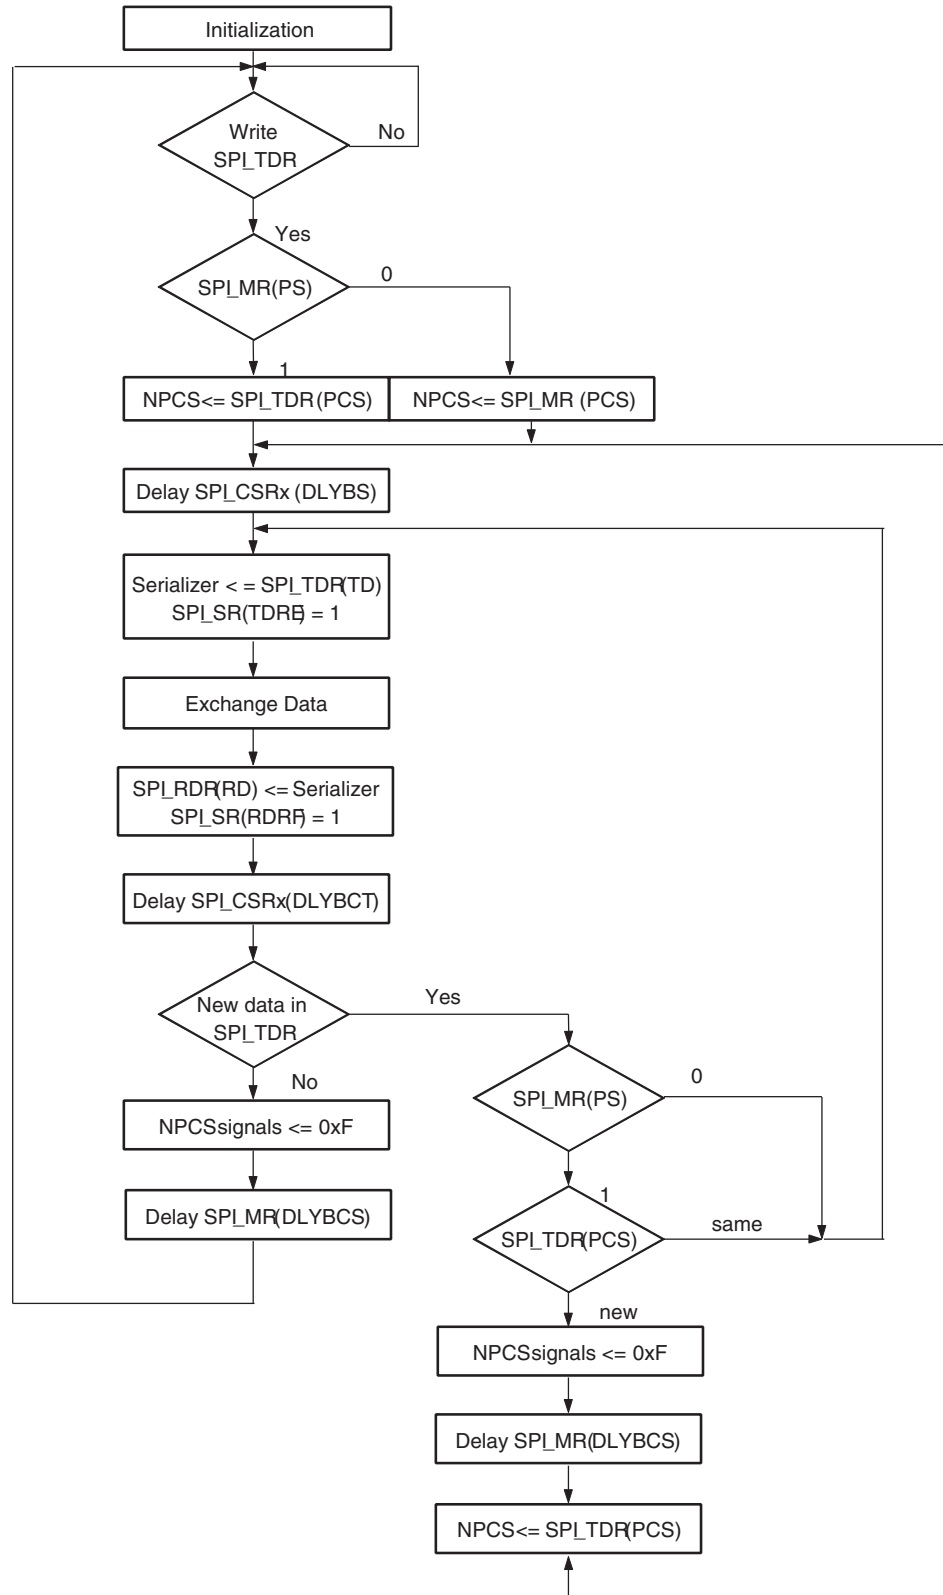 Initialization
Write
SPI_TDR
No
Yes
SPI_MR(PS)
0
1
NPCS<= SPI_TDR(PCS)
NPCS<= SPI_MR (PCS)
Delay SPI_CSRx (DLYBS)
Serializer < = SPI_TDR(TD)
SPI_SR(TDRE) = 1
Exchange Data
SPI_RDR(RD) <= Serializer
SPI_SR(RDRF) = 1
Delay SPI_CSRx(DLYBCT)
New data in
SPI_TDR
Yes
No
NPCSsignals <= 0xF
Delay SPI_MR(DLYBCS)
SPI_MR(PS)
0
1
SPI_TDR(PCS)
same
new
NPCSsignals <= 0xF
Delay SPI_MR(DLYBCS)
NPCS<= SPI_TDR(PCS)